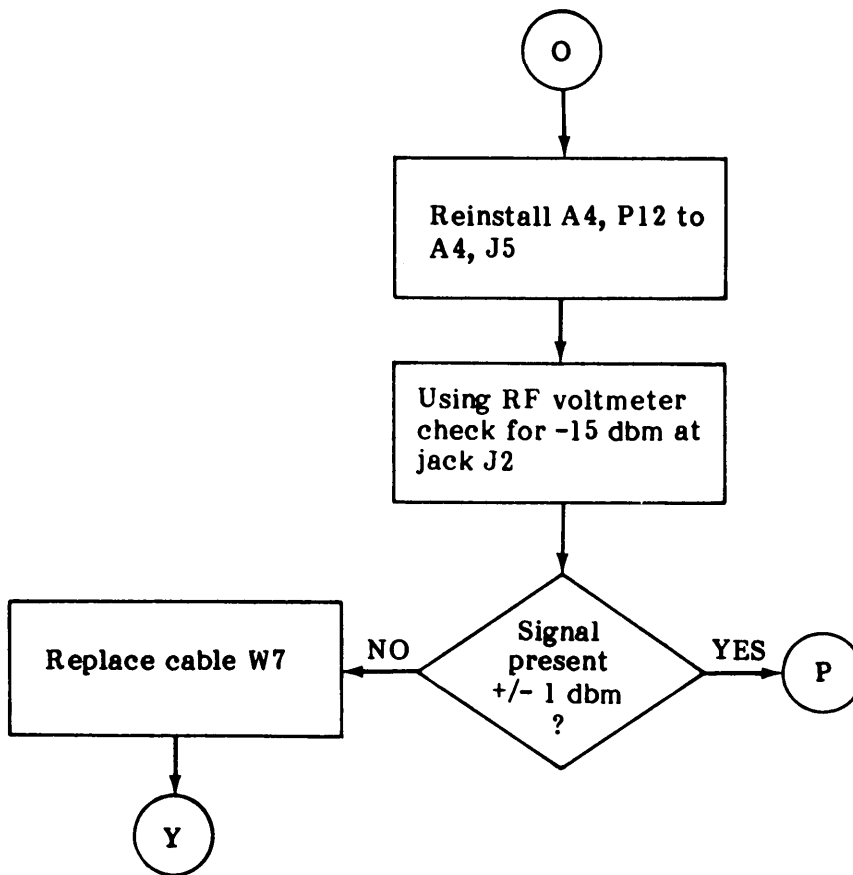 O
Reinstall A4, P12 to
A4, J5
Using RF voltmeter
check for -15 dbm at
jack J2
Signal
present
+/- 1 dbm
?
NO
YES
Replace cable W7
P
Y